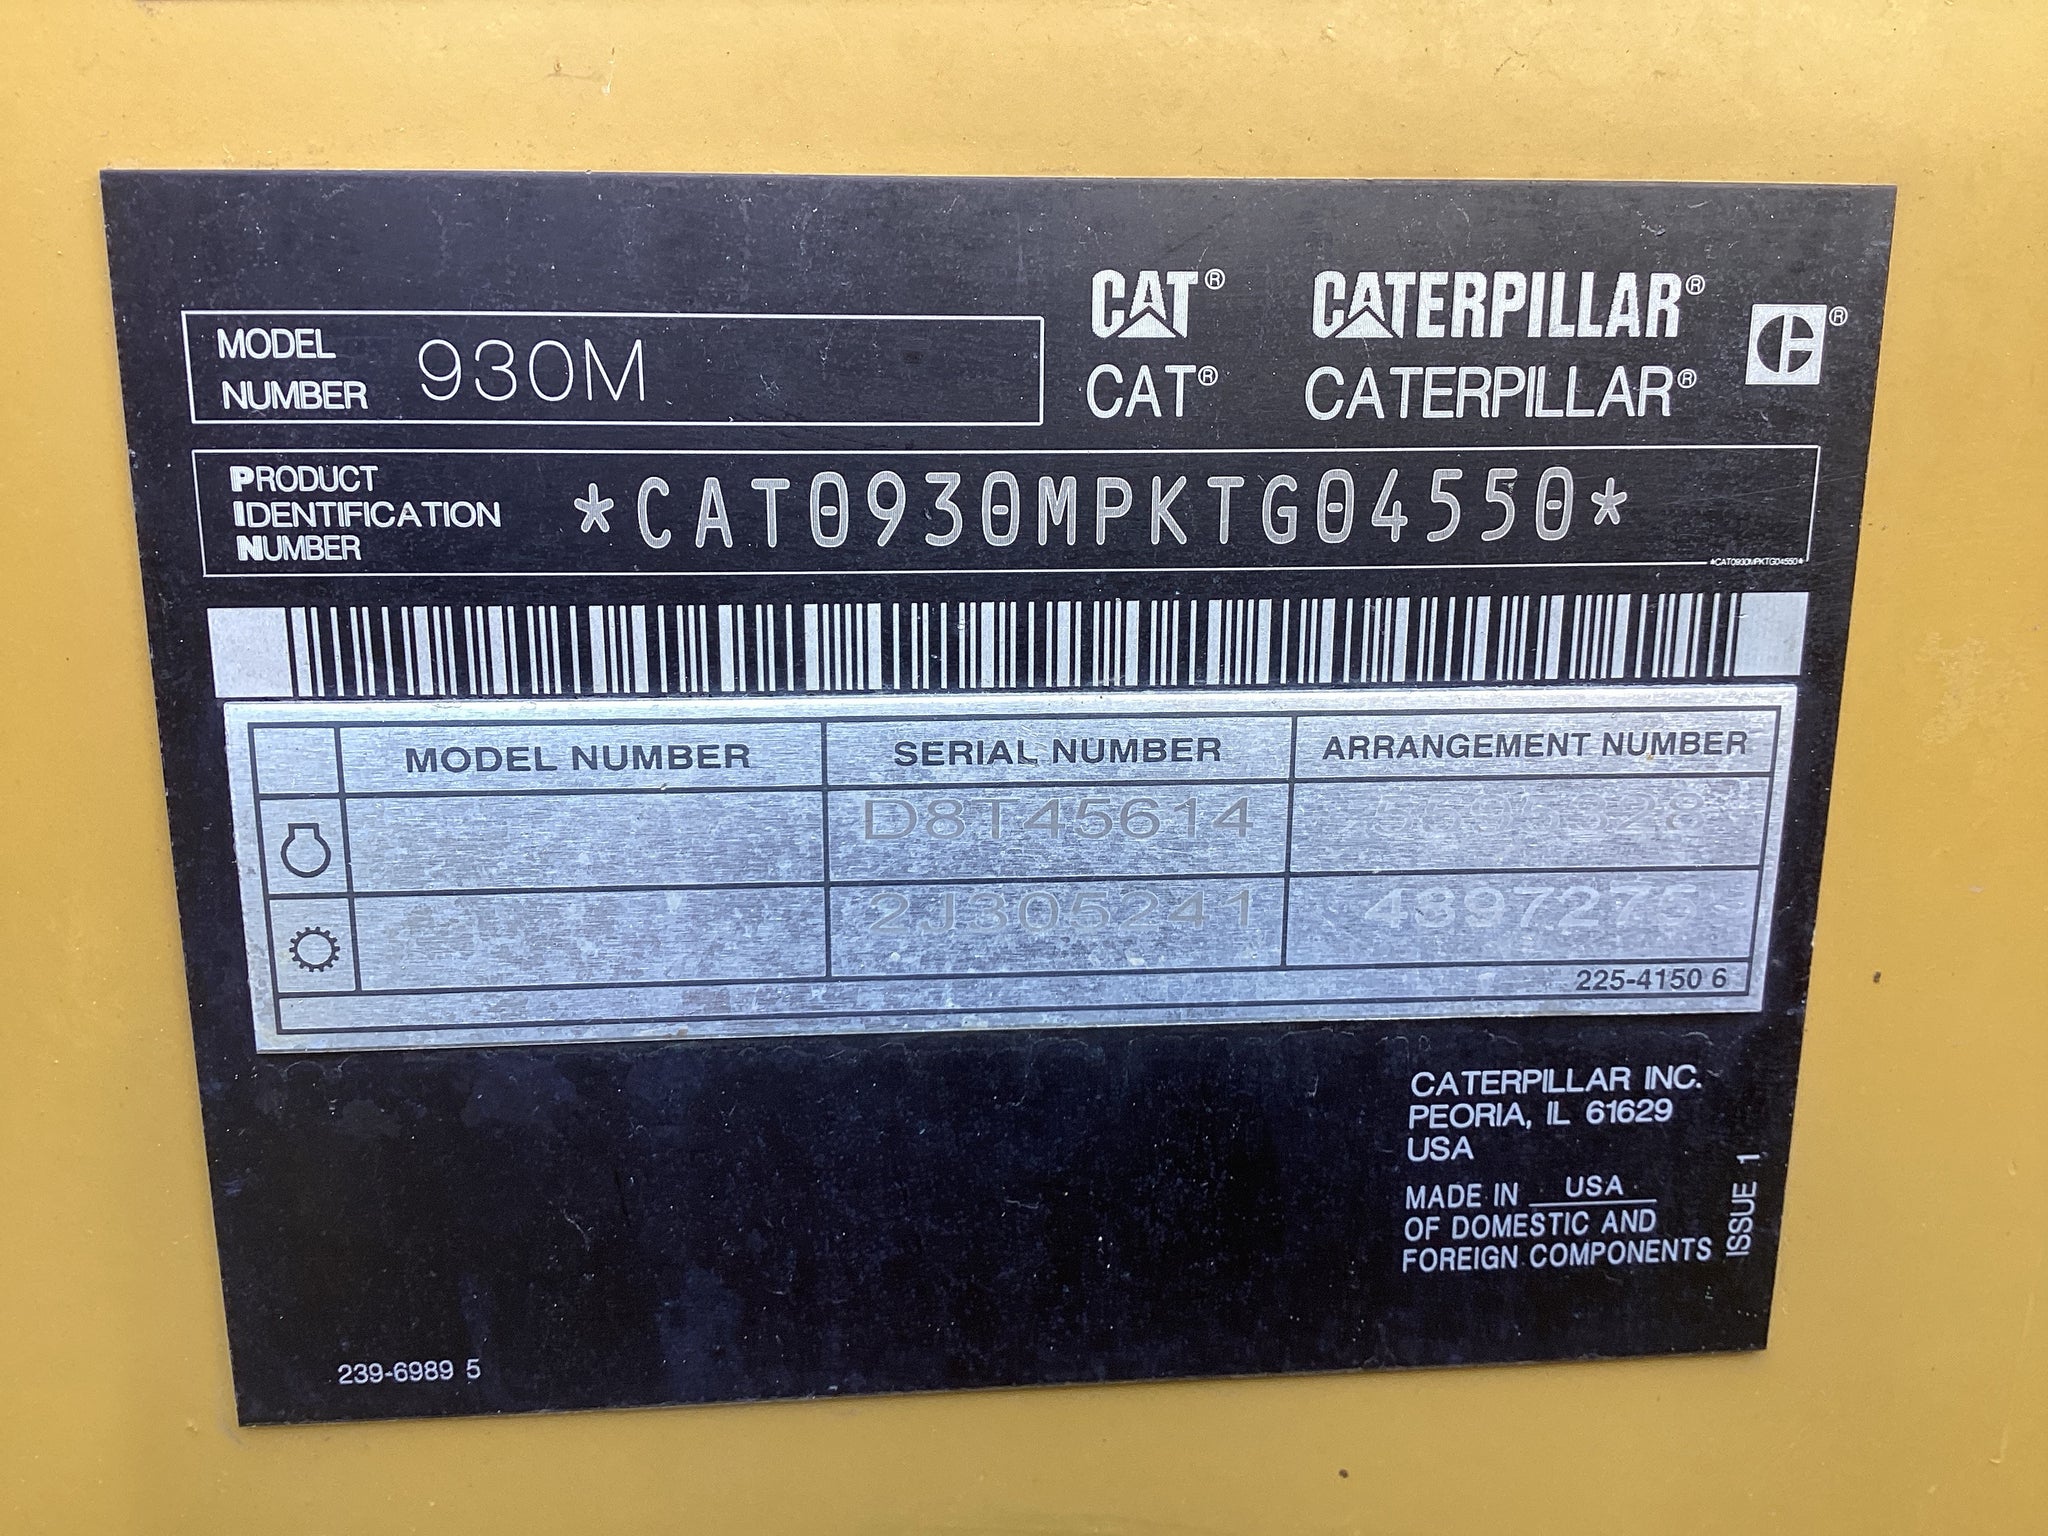 CAT® CATERPILLAR® ®
CAT® CATERPILLAR®
MODEL
NUMBER 930M
PRODUCT
IDENTIFICATION
NUMBER
*CAT0930MPKTG04550*
*CAT0930MPKTG04550*
MODEL NUMBER SERIAL NUMBER ARRANGEMENT NUMBER
D8T45614
2J305241 4397275
225-4150 6
CATERPILLAR INC.
PEORIA, IL 61629
USA
MADE IN USA
OF DOMESTIC AND
FOREIGN COMPONENTS
ISSUE 1
239-6989 5